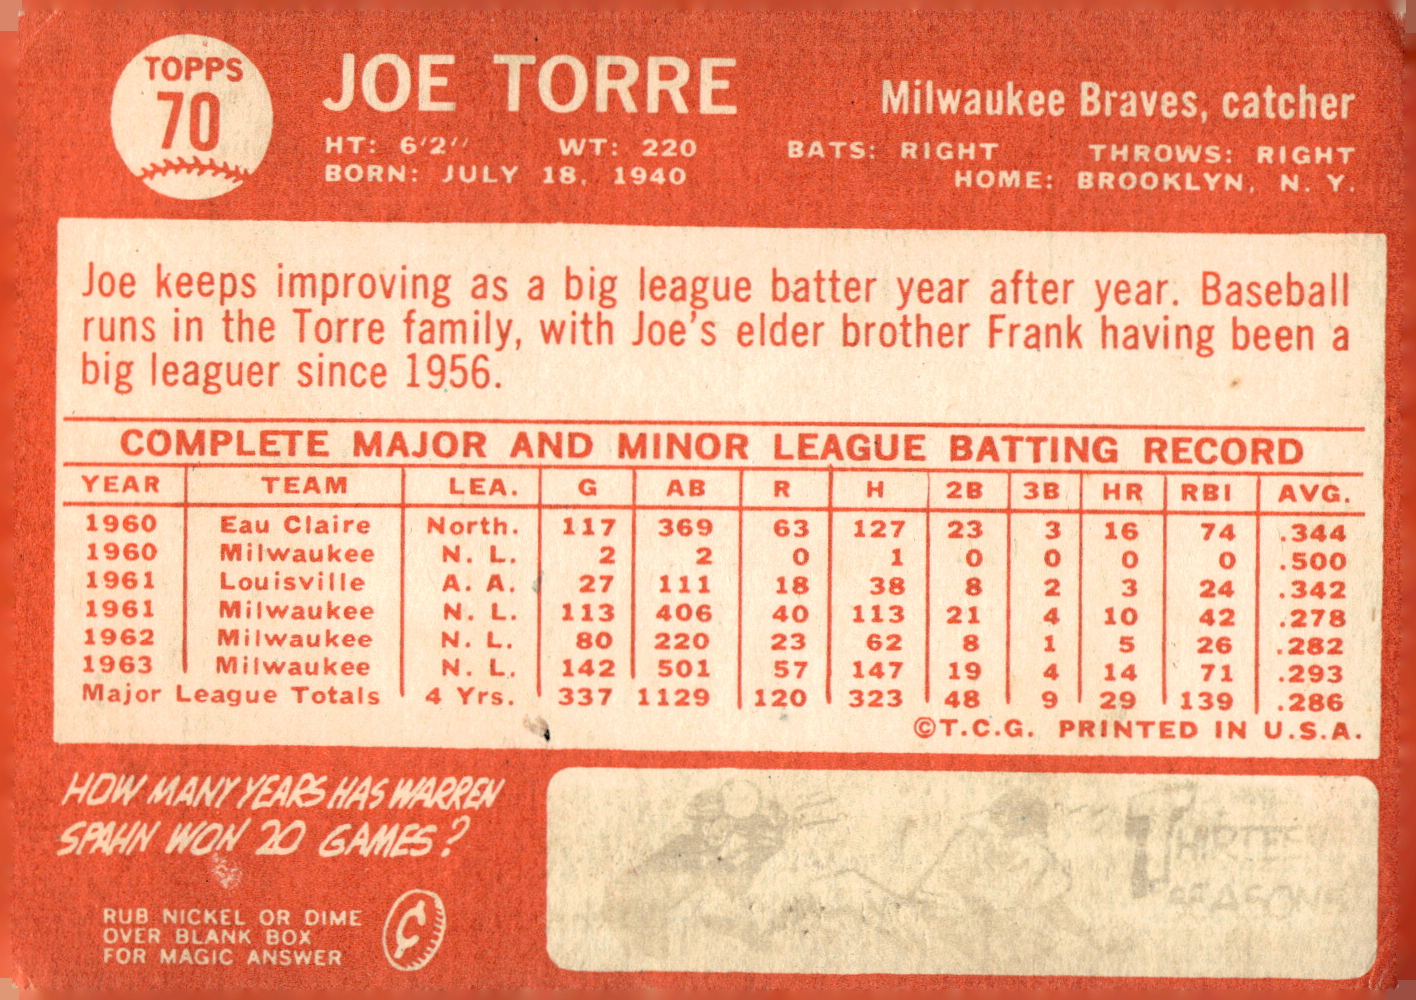 TOPPS
70
JOE TORRE
Milwaukee Braves, catcher
HT: 6'2" WT: 220 BATS: RIGHT THROWS: RIGHT
BORN: JULY 18, 1940 HOME: BROOKLYN, N. Y.
Joe keeps improving as a big league batter year after year. Baseball
runs in the Torre family, with Joe's elder brother Frank having been a
big leaguer since 1956.
COMPLETE MAJOR AND MINOR LEAGUE BATTING RECORD
YEAR TEAM LEA. G AB R H 2B 3B HR RBI AVG.
1960 Eau Claire North. 117 369 63 127 23 3 16 74 .344
1960 Milwaukee N. L. 2 2 0 1 0 0 0 0 .500
1961 Louisville A. A. 27 111 18 38 8 2 3 24 .342
1961 Milwaukee N. L. 113 406 40 113 21 4 10 42 .278
1962 Milwaukee N. L. 80 220 23 62 8 1 5 26 .282
1963 Milwaukee N. L. 142 501 57 147 19 4 14 71 .293
Major League Totals 4 Yrs. 337 1129 120 323 48 9 29 139 .286
©T.C.G. PRINTED IN U.S.A.
HOW MANY YEARS HAS WARREN
SPAHN WON 20 GAMES?
RUB NICKEL OR DIME
OVER BLANK BOX
FOR MAGIC ANSWER
¢
THIRTEEN
SEASONS